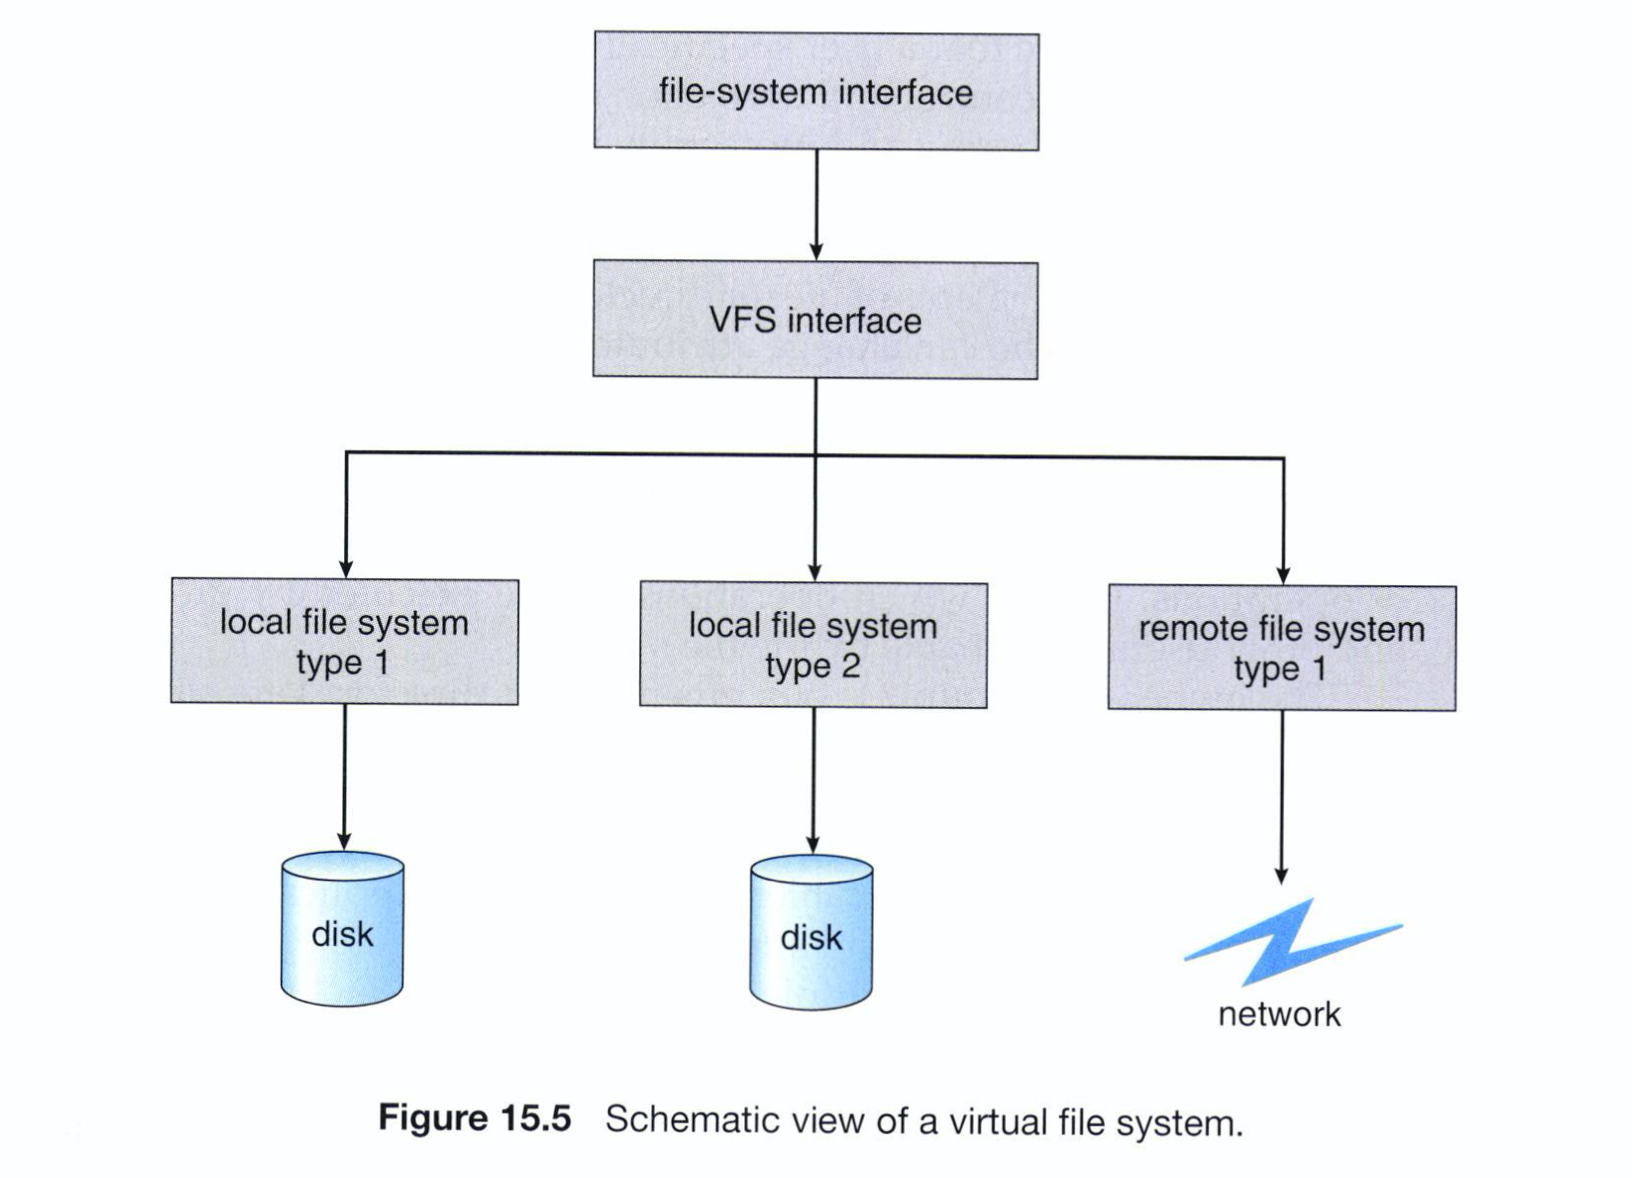 file-system interface
VFS interface
local file system
type 1
local file system
type 2
remote file system
type 1
disk
disk
network
Figure 15.5 Schematic view of a virtual file system.